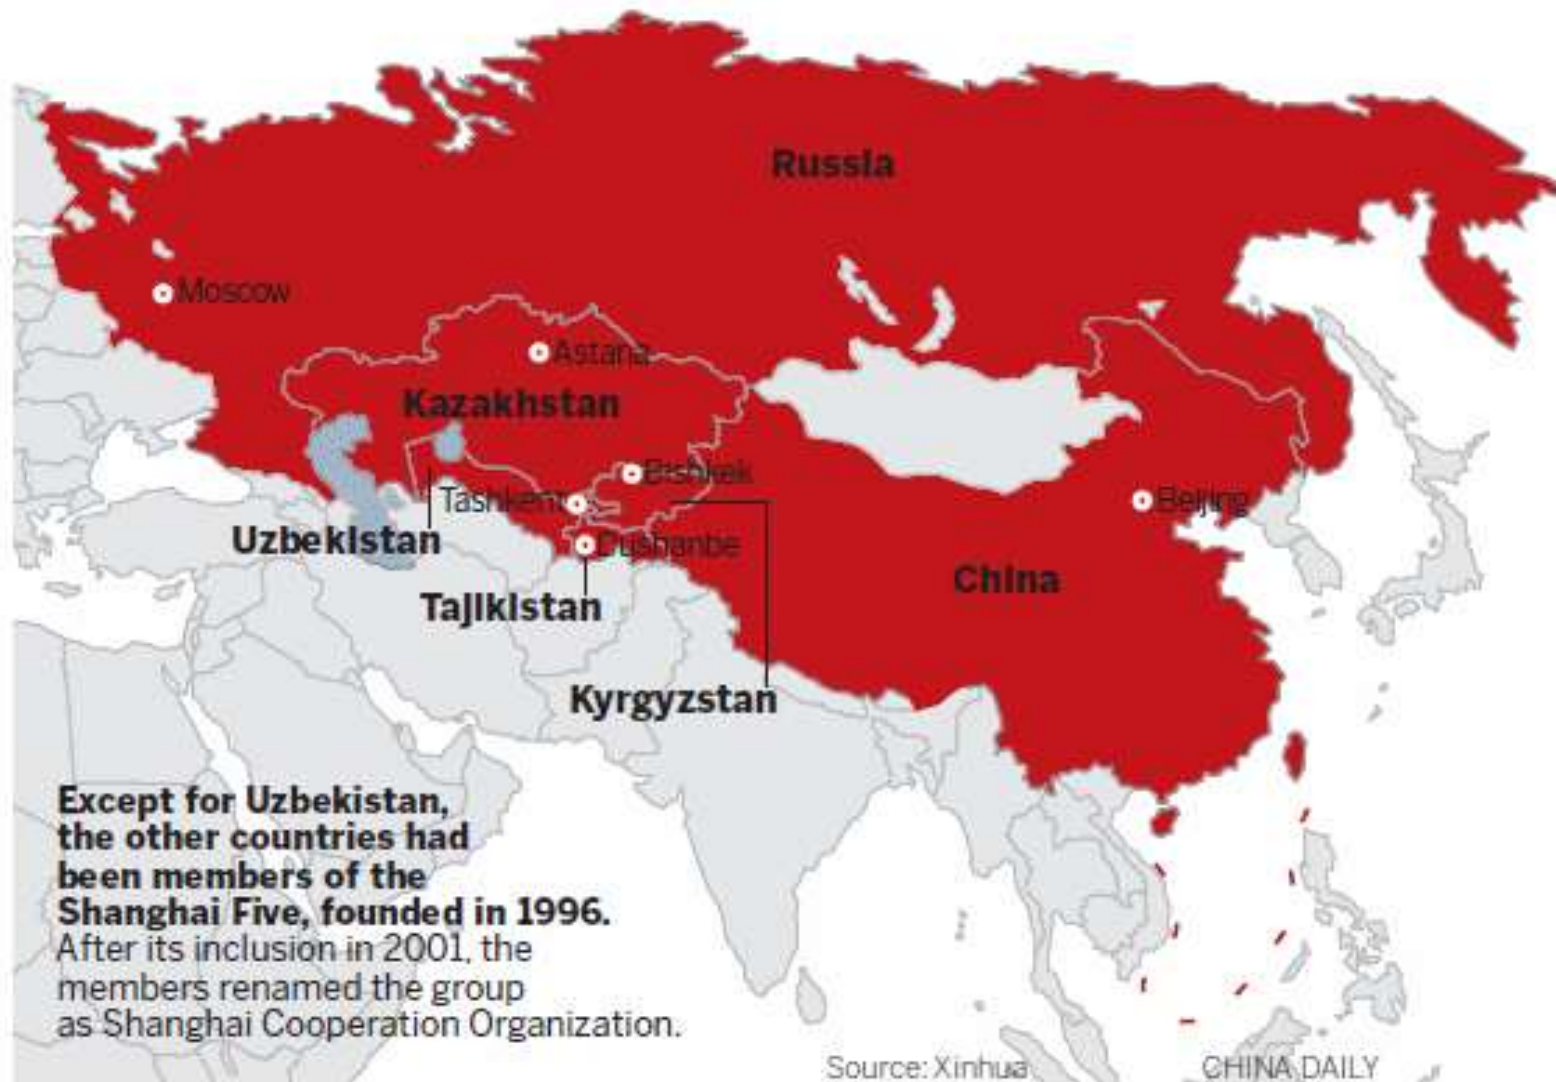 Russia
Moscow
Astana
Kazakhstan
Bishkek
Tashkent
Beijing
Uzbekistan
Dushanbe
China
Tajikistan
Kyrgyzstan
Except for Uzbekistan,
the other countries had
been members of the
Shanghai Five, founded in 1996.
After its inclusion in 2001, the
members renamed the group
as Shanghai Cooperation Organization.
Source: Xinhua
CHINA DAILY